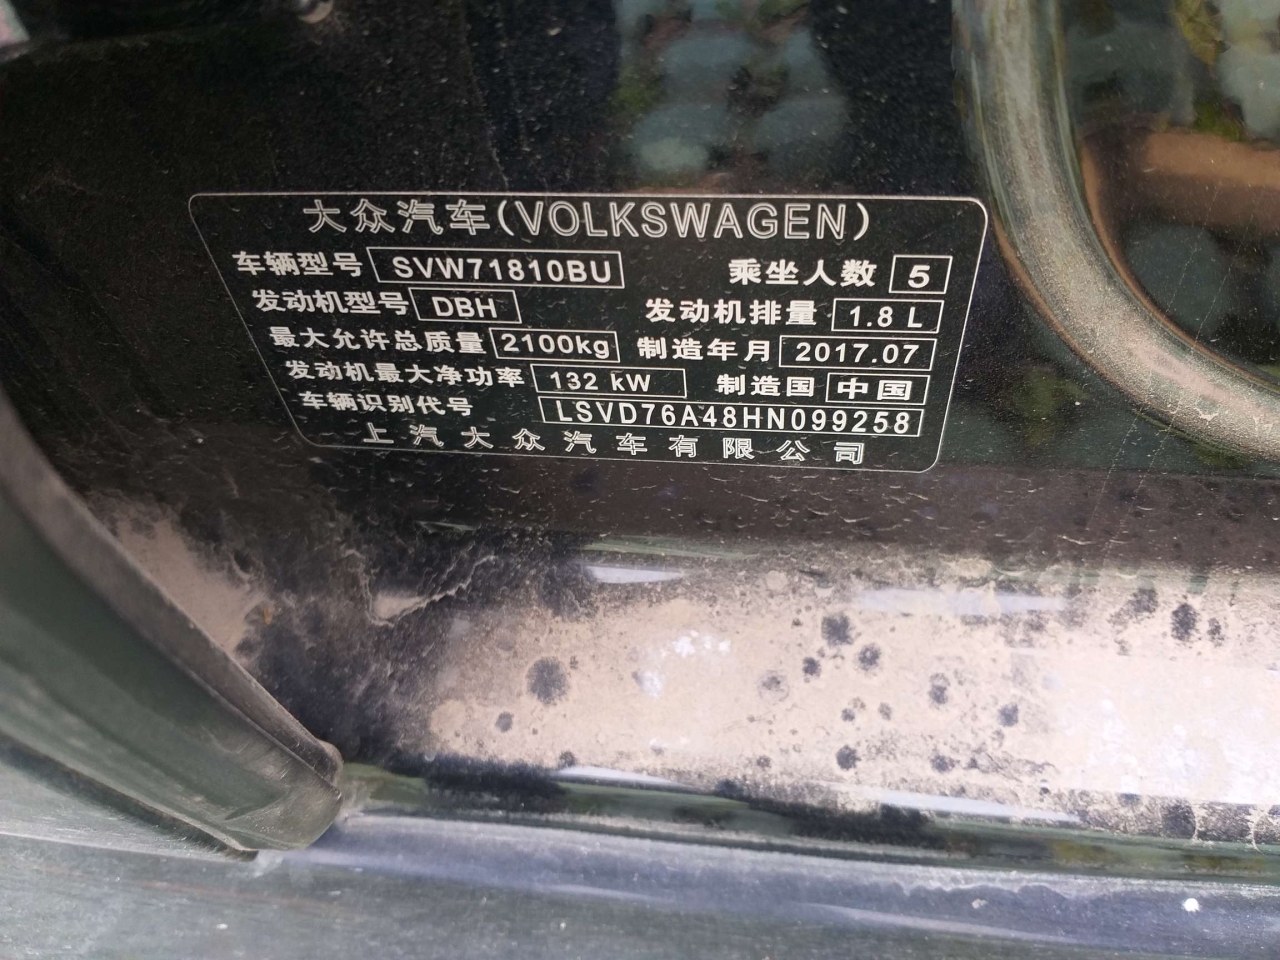 大众汽车(VOLKSWAGEN)
车辆型号 SVW71810BU 乘坐人数 5
发动机型号 DBH 发动机排量 1.8 L
最大允许总质量 2100kg 制造年月 2017.07
发动机最大净功率 132 kW 制造国 中国
车辆识别代号 LSVD76A48HN099258
上汽大众汽车有限公司